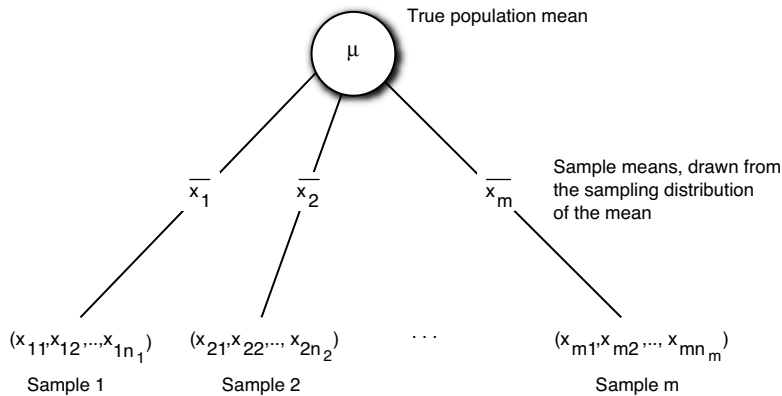 True population mean
μ
x̅₁ x̅₂ x̅ₘ
Sample means, drawn from
the sampling distribution
of the mean
(x₁₁,x₁₂,..,x₁ₙ₁) (x₂₁,x₂₂,.., x₂ₙ₂) . . . (xₘ₁,xₘ₂,.., xₘₙₘ)
Sample 1 Sample 2 Sample m